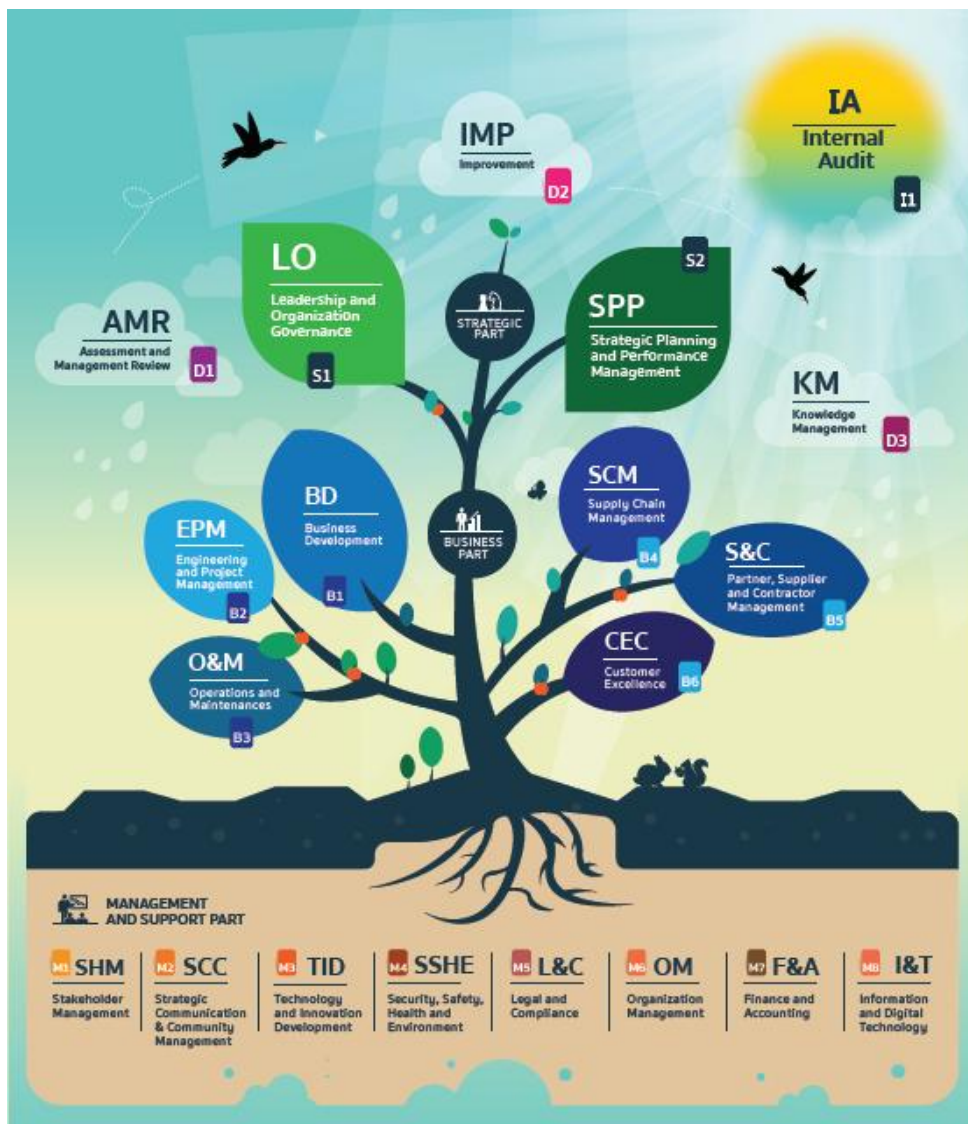 IA
Internal
Audit
I1
IMP
Improvement
D2
LO
Leadership and
Organization
Governance
S1
STRATEGIC
PART
S2
SPP
Strategic Planning
and Performance
Management
AMR
Assessment and
Management Review
D1
KM
Knowledge
Management
D3
BD
Business
Development
B1
BUSINESS
PART
SCM
Supply Chain
Management
B4
EPM
Engineering
and Project
Management
B2
S&C
Partner, Supplier
and Contractor
Management
B5
O&M
Operations and
Maintenances
B3
CEC
Customer
Excellence
B6
MANAGEMENT
AND SUPPORT PART
M1 SHM
Stakeholder
Management
M2 SCC
Strategic
Communication
& Community
Management
M3 TID
Technology
and Innovation
Development
M4 SSHE
Security, Safety,
Health and
Environment
M5 L&C
Legal and
Compliance
M6 OM
Organization
Management
M7 F&A
Finance and
Accounting
M8 I&T
Information
and Digital
Technology